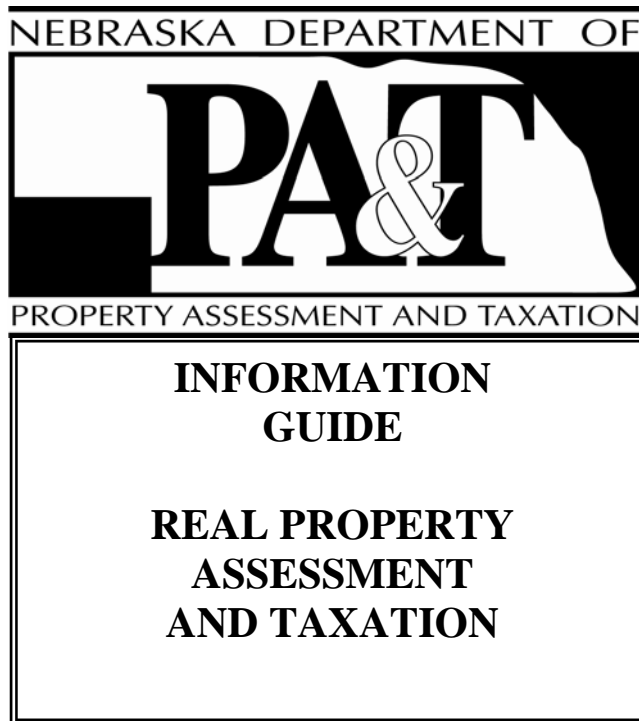 NEBRASKA DEPARTMENT OF
PA&T
PROPERTY ASSESSMENT AND TAXATION
INFORMATION
GUIDE
REAL PROPERTY
ASSESSMENT
AND TAXATION